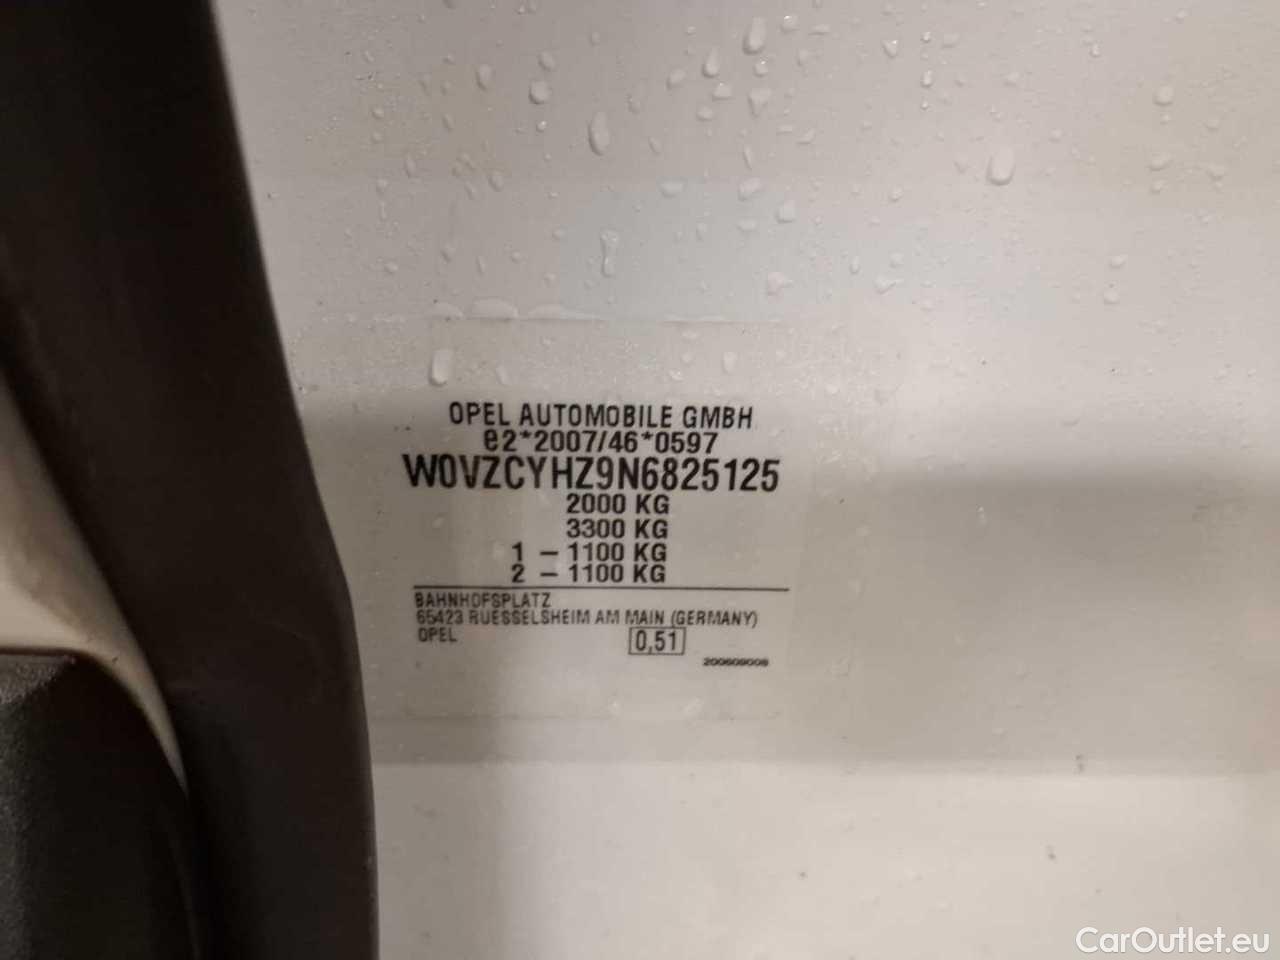 OPEL AUTOMOBILE GMBH
e2*2007/46*0597
W0VZCYHZ9N6825125
2000 KG
3300 KG
1 - 1100 KG
2 - 1100 KG
BAHNHOFSPLATZ
65423 RUESSELSHEIM AM MAIN (GERMANY)
OPEL
0,51
200609008
CarOutlet.eu